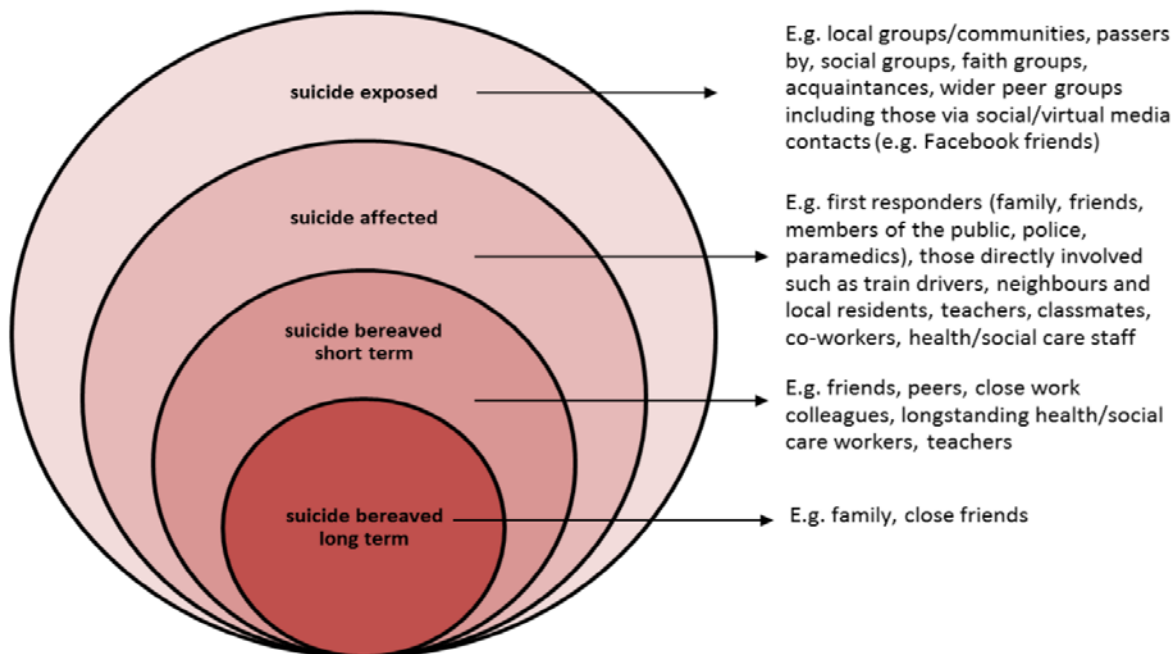 suicide exposed
E.g. local groups/communities, passers
by, social groups, faith groups,
acquaintances, wider peer groups
including those via social/virtual media
contacts (e.g. Facebook friends)
suicide affected
E.g. first responders (family, friends,
members of the public, police,
paramedics), those directly involved
such as train drivers, neighbours and
local residents, teachers, classmates,
co-workers, health/social care staff
suicide bereaved
short term
E.g. friends, peers, close work
colleagues, longstanding health/social
care workers, teachers
suicide bereaved
long term
E.g. family, close friends